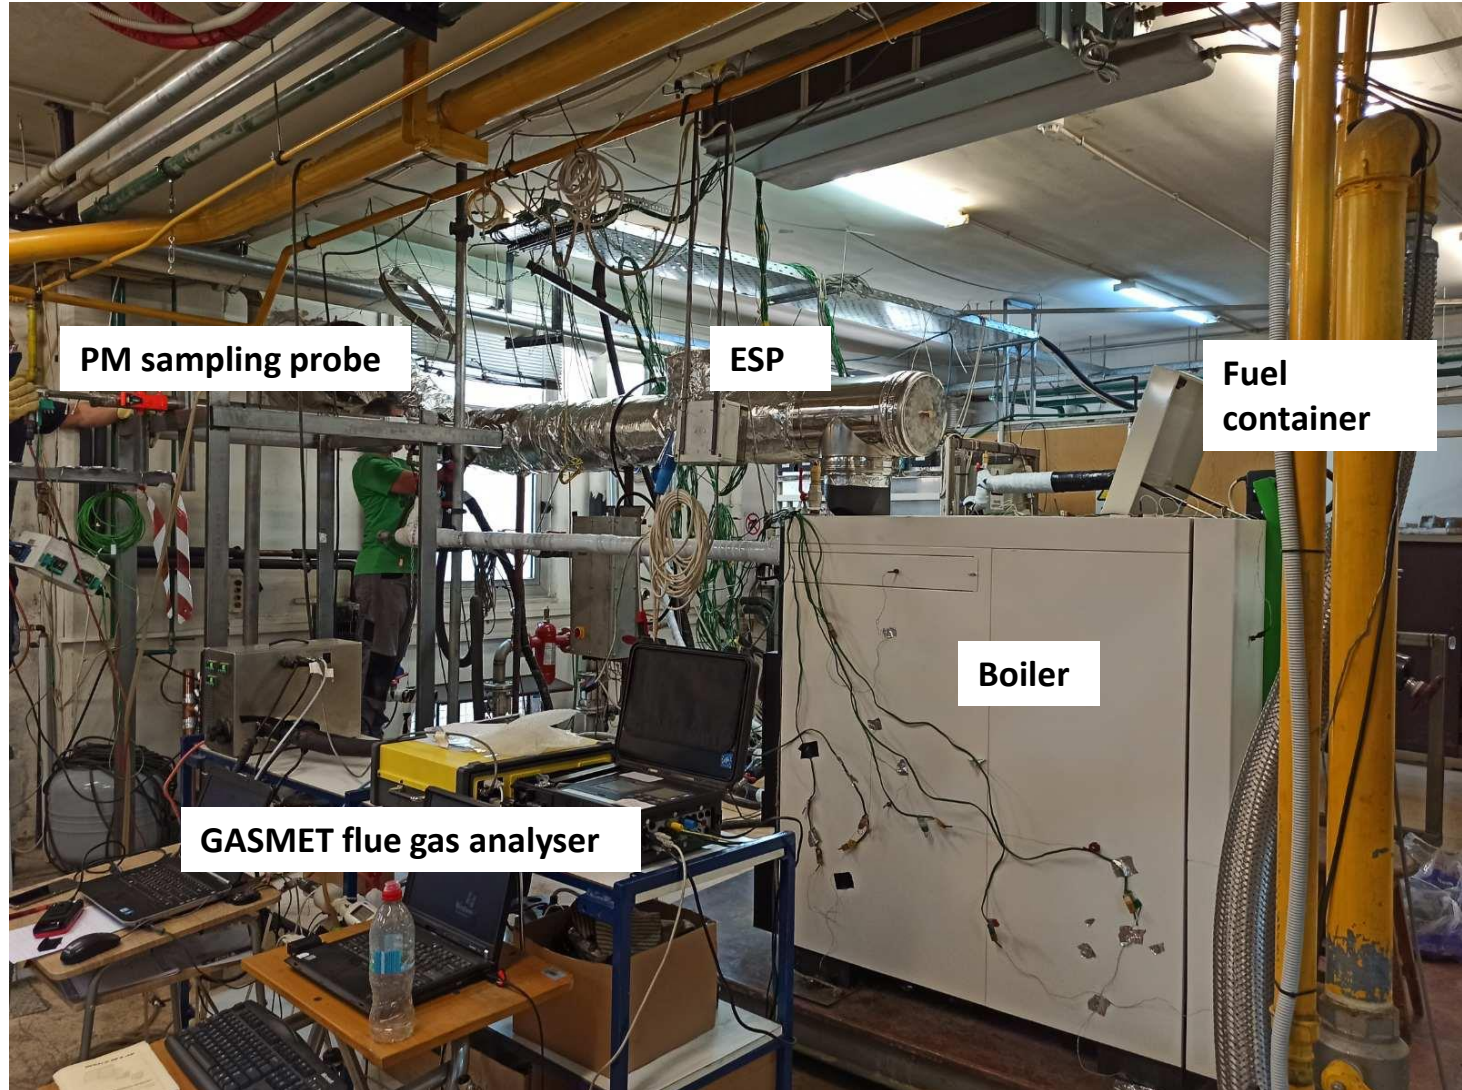 PM sampling probe
ESP
Fuel
container
Boiler
GASMET flue gas analyser